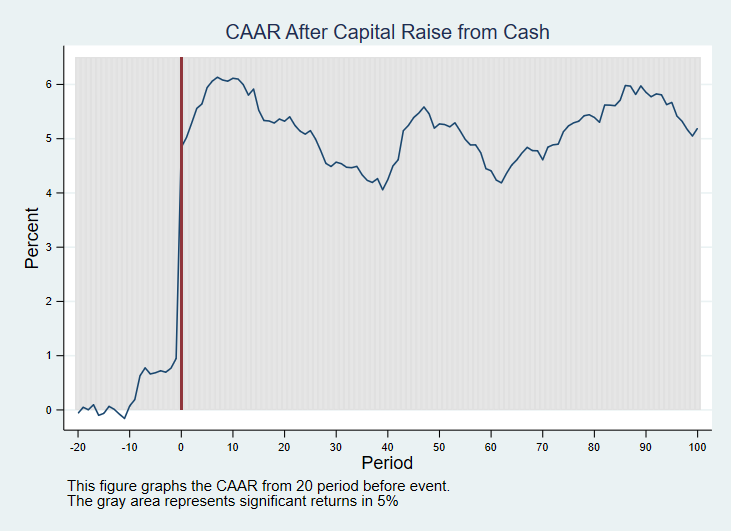 CAAR After Capital Raise from Cash
Percent
6
5
4
3
2
1
0
-20 -10 0 10 20 30 40 50 60 70 80 90 100
Period
This figure graphs the CAAR from 20 period before event.
The gray area represents significant returns in 5%